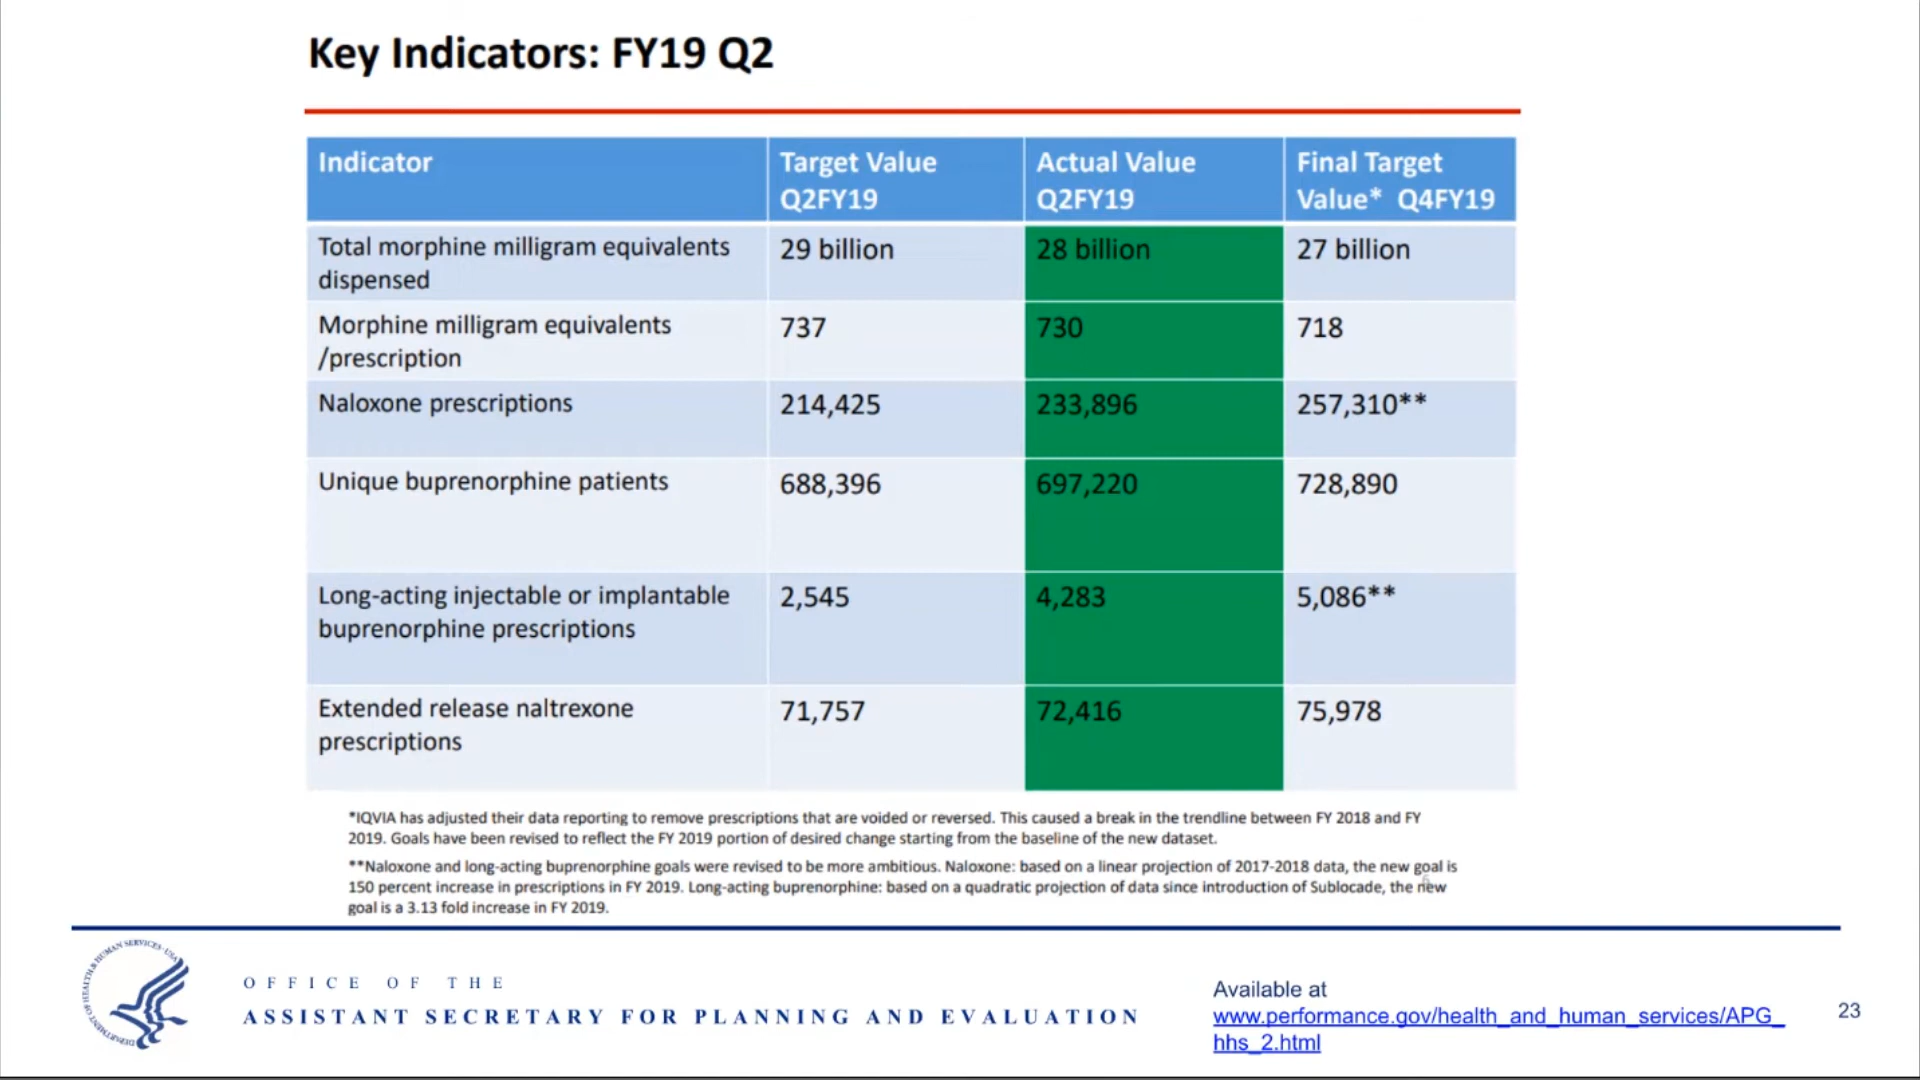 Key Indicators: FY19 Q2
Indicator
Target Value
Q2FY19
Actual Value
Q2FY19
Final Target
Value* Q4FY19
Total morphine milligram equivalents
dispensed
29 billion
28 billion
27 billion
Morphine milligram equivalents
/prescription
737
730
718
Naloxone prescriptions
214,425
233,896
257,310**
Unique buprenorphine patients
688,396
697,220
728,890
Long-acting injectable or implantable
buprenorphine prescriptions
2,545
4,283
5,086**
Extended release naltrexone
prescriptions
71,757
72,416
75,978
*IQVIA has adjusted their data reporting to remove prescriptions that are voided or reversed. This caused a break in the trendline between FY 2018 and FY
2019. Goals have been revised to reflect the FY 2019 portion of desired change starting from the baseline of the new dataset.
**Naloxone and long-acting buprenorphine goals were revised to be more ambitious. Naloxone: based on a linear projection of 2017-2018 data, the new goal is
150 percent increase in prescriptions in FY 2019. Long-acting buprenorphine: based on a quadratic projection of data since introduction of Sublocade, the new
goal is a 3.13 fold increase in FY 2019.
DEPARTMENT OF HEALTH & HUMAN SERVICES · USA
OFFICE OF THE
ASSISTANT SECRETARY FOR PLANNING AND EVALUATION
Available at
www.performance.gov/health_and_human_services/APG_
hhs_2.html
23